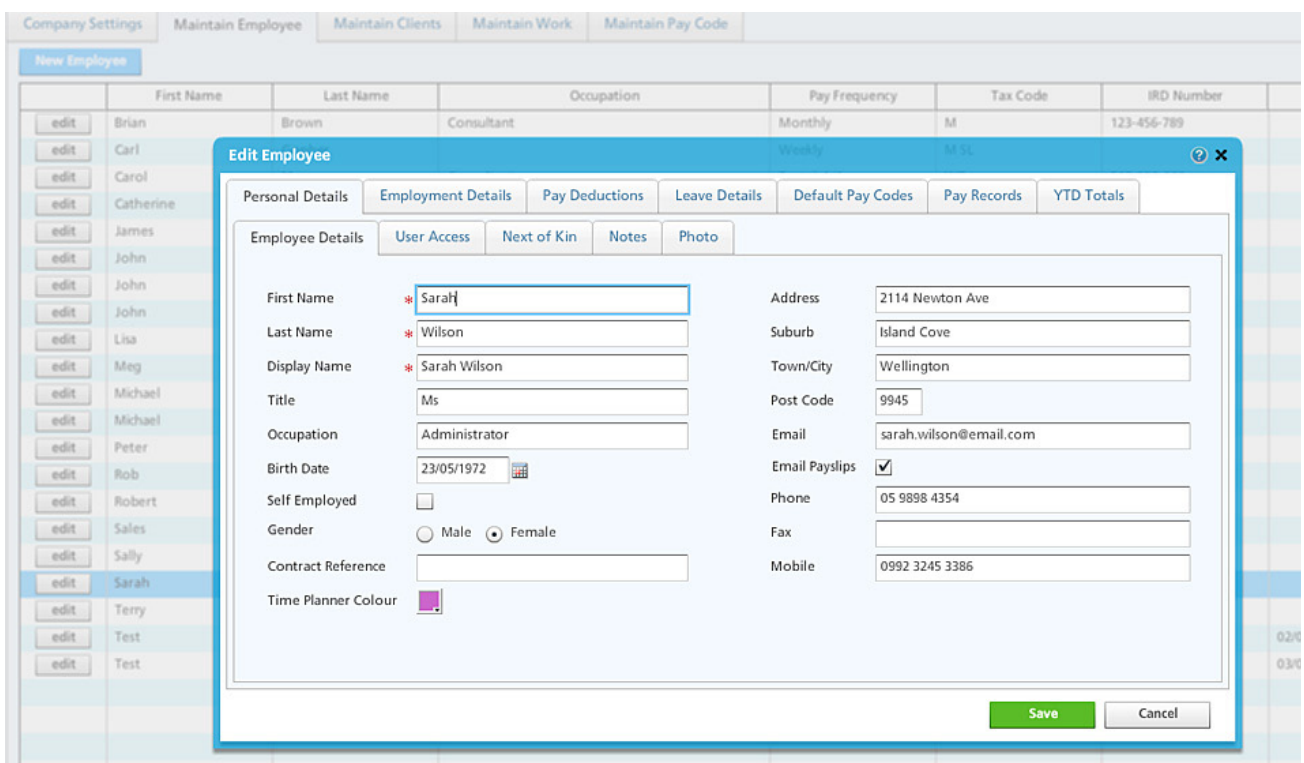 Company Settings Maintain Employee Maintain Clients Maintain Work Maintain Pay Code
New Employee
First Name Last Name Occupation Pay Frequency Tax Code IRD Number
edit Brian Brown Consultant Monthly M 123-456-789
edit Carl Weekly M SL
edit Carol
edit Catherine
edit James
edit John
edit John
edit John
edit Lisa
edit Meg
edit Michael
edit Michael
edit Peter
edit Rob
edit Robert
edit Sales
edit Sally
edit Sarah
edit Terry
edit Test 02/0
edit Test 03/0
Edit Employee
Personal Details Employment Details Pay Deductions Leave Details Default Pay Codes Pay Records YTD Totals
Employee Details User Access Next of Kin Notes Photo
First Name * Sarah Address 2114 Newton Ave
Last Name * Wilson Suburb Island Cove
Display Name * Sarah Wilson Town/City Wellington
Title Ms Post Code 9945
Occupation Administrator Email sarah.wilson@email.com
Birth Date 23/05/1972 Email Payslips
Self Employed Phone 05 9898 4354
Gender Male Female Fax
Contract Reference Mobile 0992 3245 3386
Time Planner Colour
Save Cancel